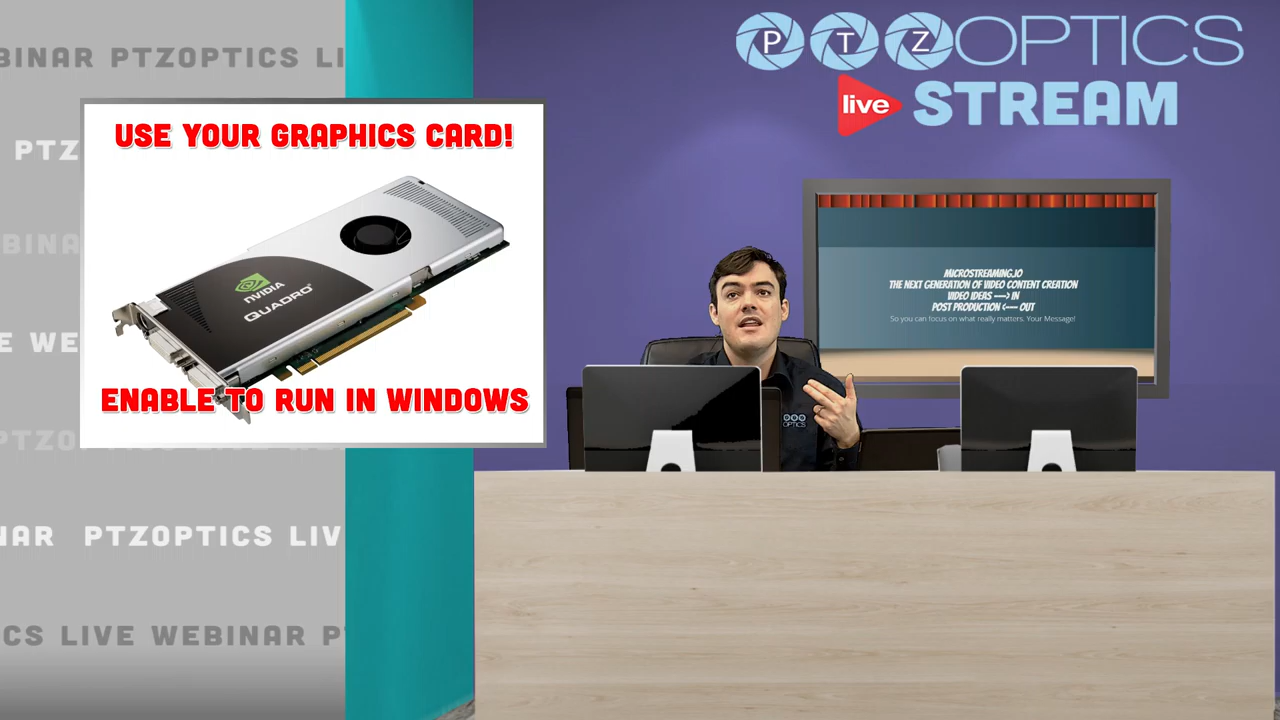 BINAR PTZOPTICS LI
PTZ
BINA
E WE
PTZO
NAR PTZOPTICS LIV
CS LIVE WEBINAR P
USE YOUR GRAPHICS CARD!
NVIDIA
QUADRO
ENABLE TO RUN IN WINDOWS
PTZOPTICS
live STREAM
MICROSTREAMING.IO
THE NEXT GENERATION OF VIDEO CONTENT CREATION
VIDEO IDEAS ---> IN
POST PRODUCTION <--- OUT
So you can focus on what really matters. Your Message!
OPTICS